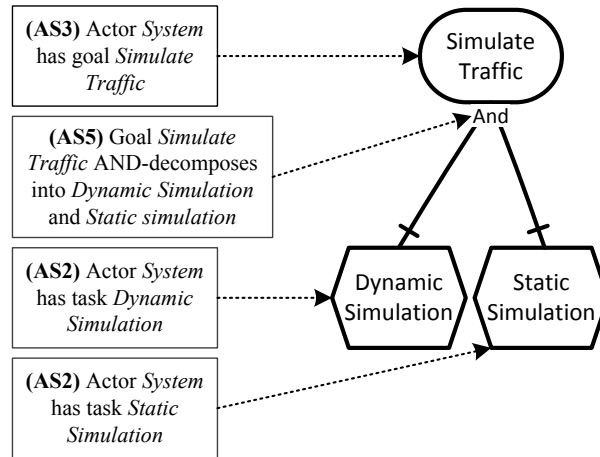 (AS3) Actor System
has goal Simulate
Traffic
Simulate
Traffic
And
(AS5) Goal Simulate
Traffic AND-decomposes
into Dynamic Simulation
and Static simulation
(AS2) Actor System
has task Dynamic
Simulation
Dynamic
Simulation
Static
Simulation
(AS2) Actor System
has task Static
Simulation